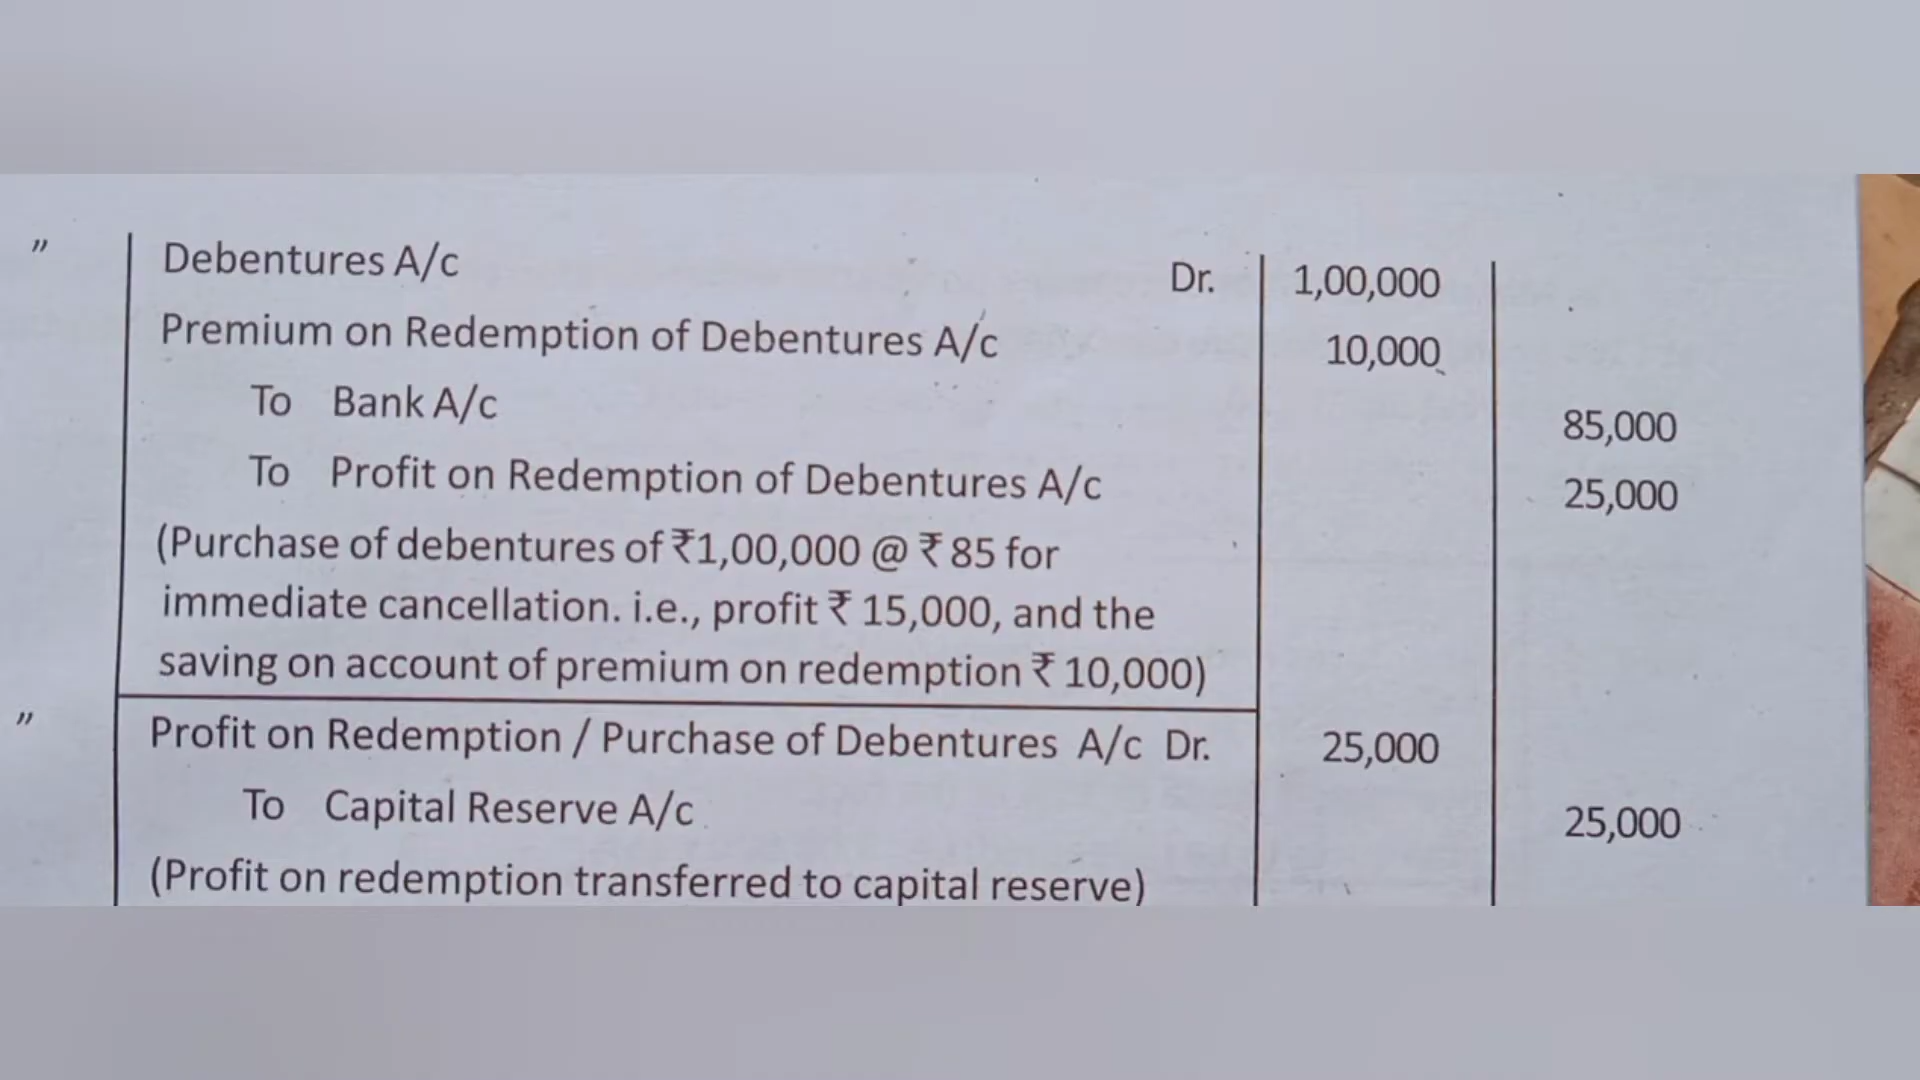 ” Debentures A/c Dr. 1,00,000
Premium on Redemption of Debentures A/c 10,000
To Bank A/c 85,000
To Profit on Redemption of Debentures A/c 25,000
(Purchase of debentures of ₹1,00,000 @ ₹ 85 for
immediate cancellation. i.e., profit ₹ 15,000, and the
saving on account of premium on redemption ₹ 10,000)
” Profit on Redemption / Purchase of Debentures A/c Dr. 25,000
To Capital Reserve A/c 25,000
(Profit on redemption transferred to capital reserve)